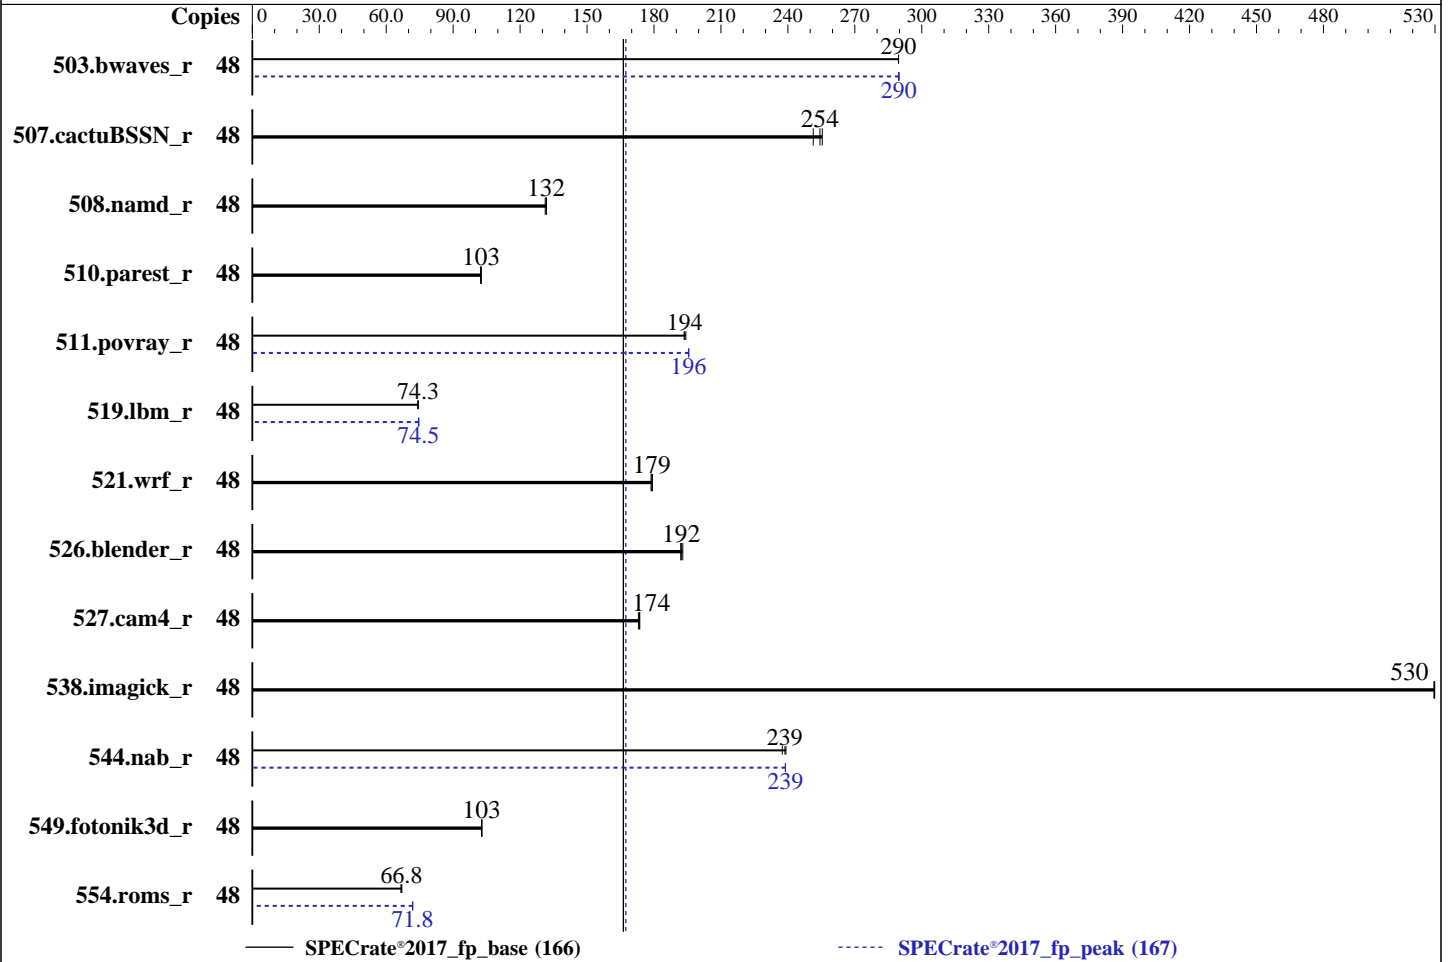 Copies 0 30.0 60.0 90.0 120 150 180 210 240 270 300 330 360 390 420 450 480 530
503.bwaves_r 48 290
290
507.cactuBSSN_r 48 254
508.namd_r 48 132
510.parest_r 48 103
511.povray_r 48 194
196
519.lbm_r 48 74.3
74.5
521.wrf_r 48 179
526.blender_r 48 192
527.cam4_r 48 174
538.imagick_r 48 530
544.nab_r 48 239
239
549.fotonik3d_r 48 103
554.roms_r 48 66.8
71.8
SPECrate®2017_fp_base (166) SPECrate®2017_fp_peak (167)